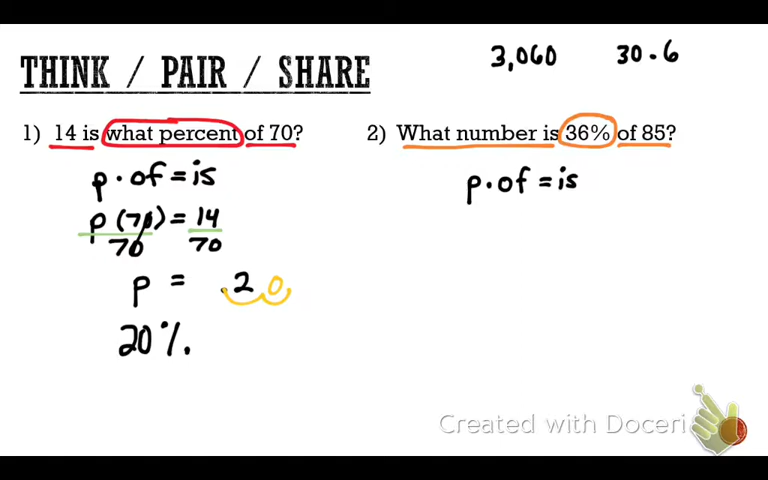 3,060 30.6
THINK / PAIR / SHARE
1) 14 is what percent of 70?
p · of = is
p (70) = 14
70 70
p = .20
20%
2) What number is 36% of 85?
p · of = is
Created with Doceri